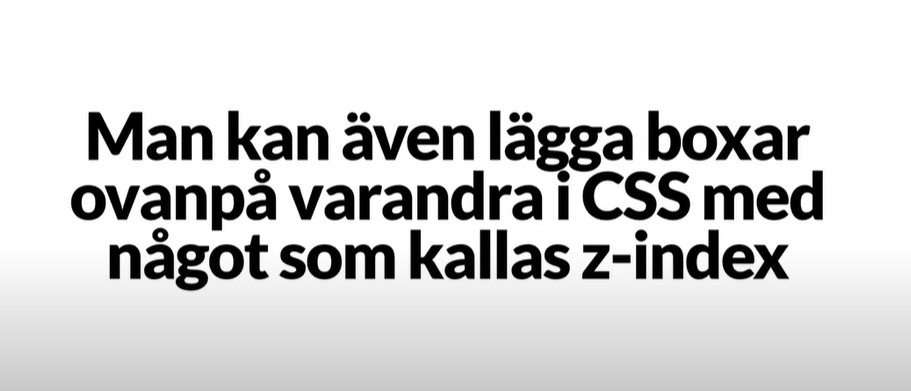 Man kan även lägga boxar
ovanpå varandra i CSS med
något som kallas z-index